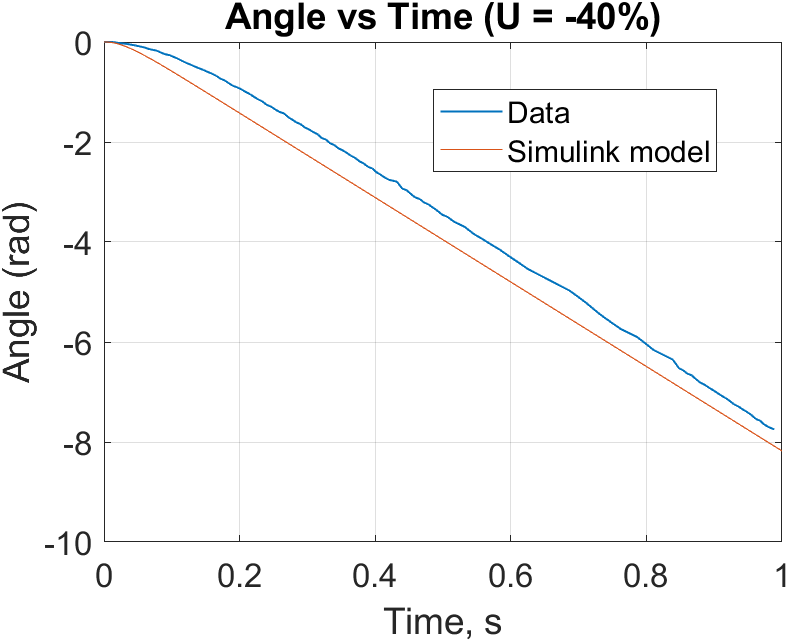 Angle vs Time (U = -40%)
Data
Simulink model
Angle (rad)
0
-2
-4
-6
-8
-10
0 0.2 0.4 0.6 0.8 1
Time, s